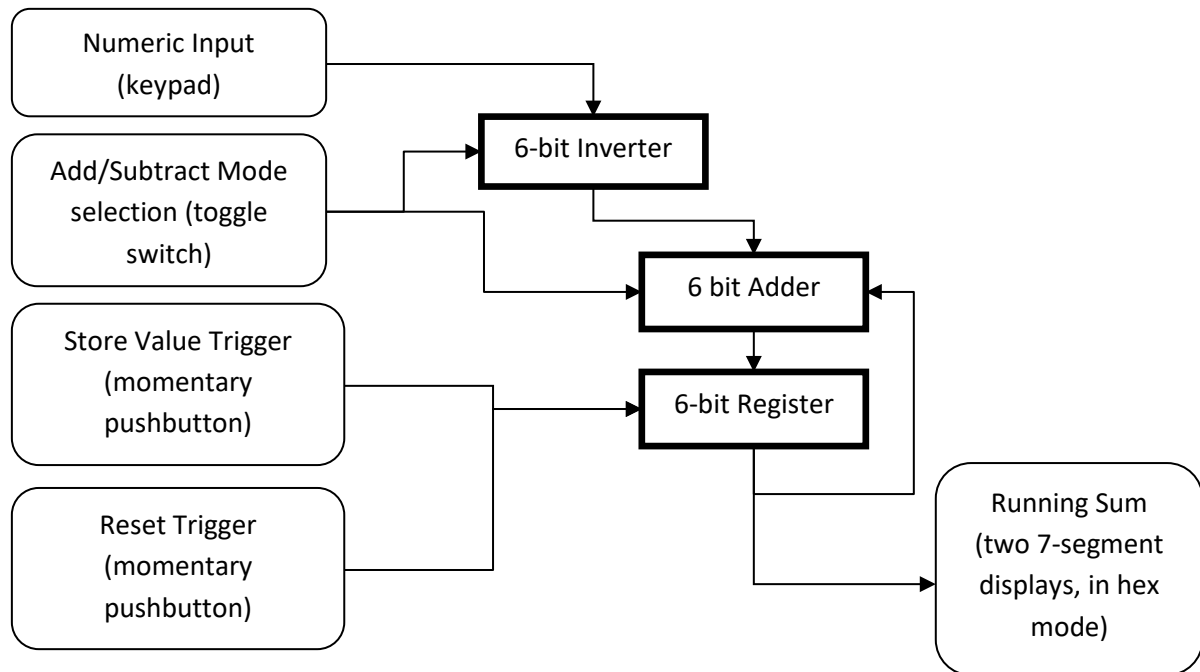 Numeric Input
(keypad)
6-bit Inverter
Add/Subtract Mode
selection (toggle
switch)
6 bit Adder
Store Value Trigger
(momentary
pushbutton)
6-bit Register
Reset Trigger
(momentary
pushbutton)
Running Sum
(two 7-segment
displays, in hex
mode)